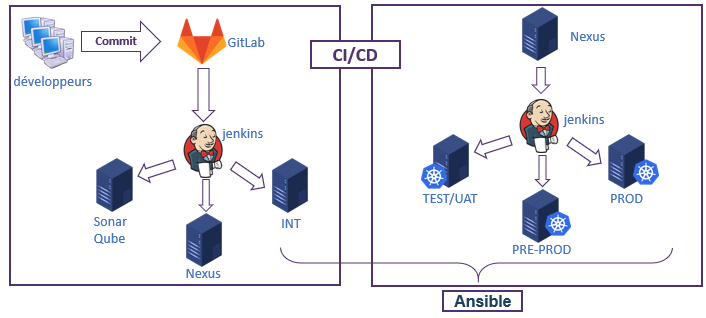 Commit
GitLab
développeurs
CI/CD
Nexus
jenkins
jenkins
Sonar
Qube
Nexus
INT
TEST/UAT
PRE-PROD
PROD
Ansible